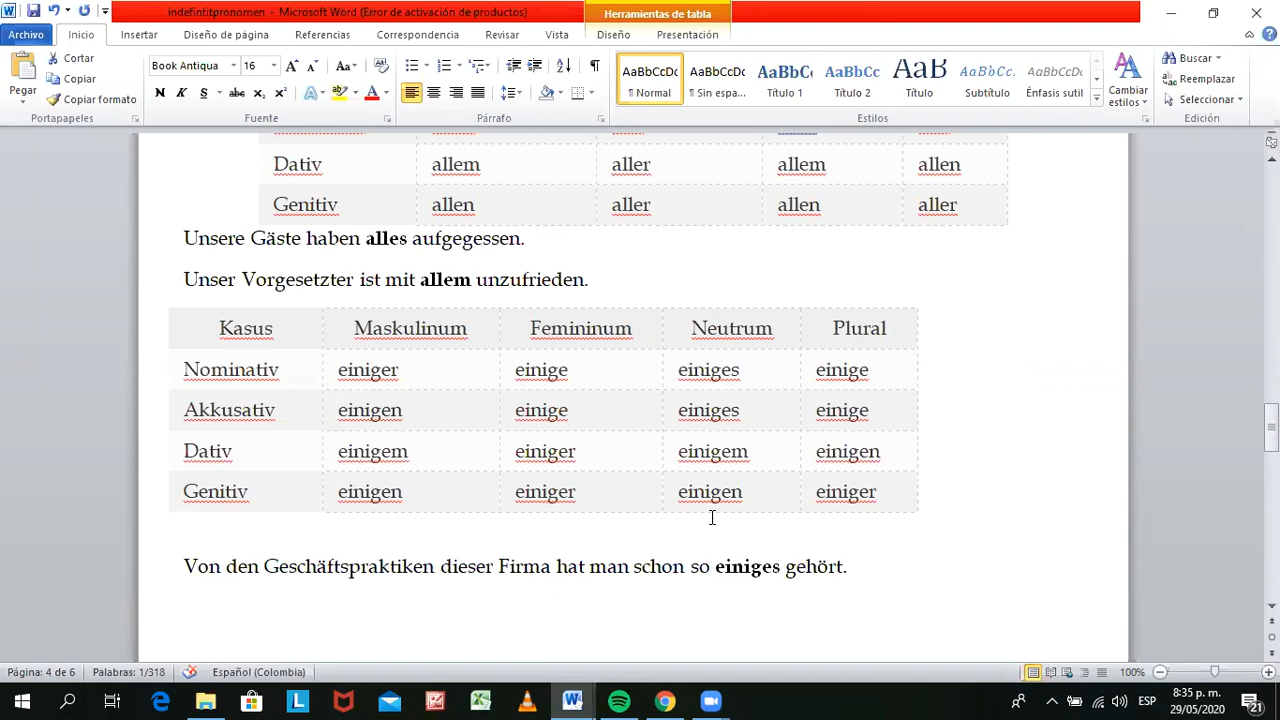 indefintitpronomen - Microsoft Word (Error de activación de productos)
Herramientas de tabla
Archivo Inicio Insertar Diseño de página Referencias Correspondencia Revisar Vista Diseño Presentación
Pegar
Cortar
Copiar
Copiar formato
Portapapeles
Book Antiqua 16
Fuente
Párrafo
AaBbCcDc AaBbCcDc AaBbC AaBbCc AaB AaBbCc AaBbCcDc
¶ Normal ¶ Sin espa... Título 1 Título 2 Título Subtítulo Énfasis sutil
Estilos
Cambiar estilos
Buscar
Reemplazar
Seleccionar
Edición
Dativ allem aller allem allen
Genitiv allen aller allen aller
Unsere Gäste haben alles aufgegessen.
Unser Vorgesetzter ist mit allem unzufrieden.
Kasus Maskulinum Femininum Neutrum Plural
Nominativ einiger einige einiges einige
Akkusativ einigen einige einiges einige
Dativ einigem einiger einigem einigen
Genitiv einigen einiger einigen einiger
Von den Geschäftspraktiken dieser Firma hat man schon so einiges gehört.
Página: 4 de 6 Palabras: 1/318 Español (Colombia) 100%
ESP
8:35 p. m.
29/05/2020
21